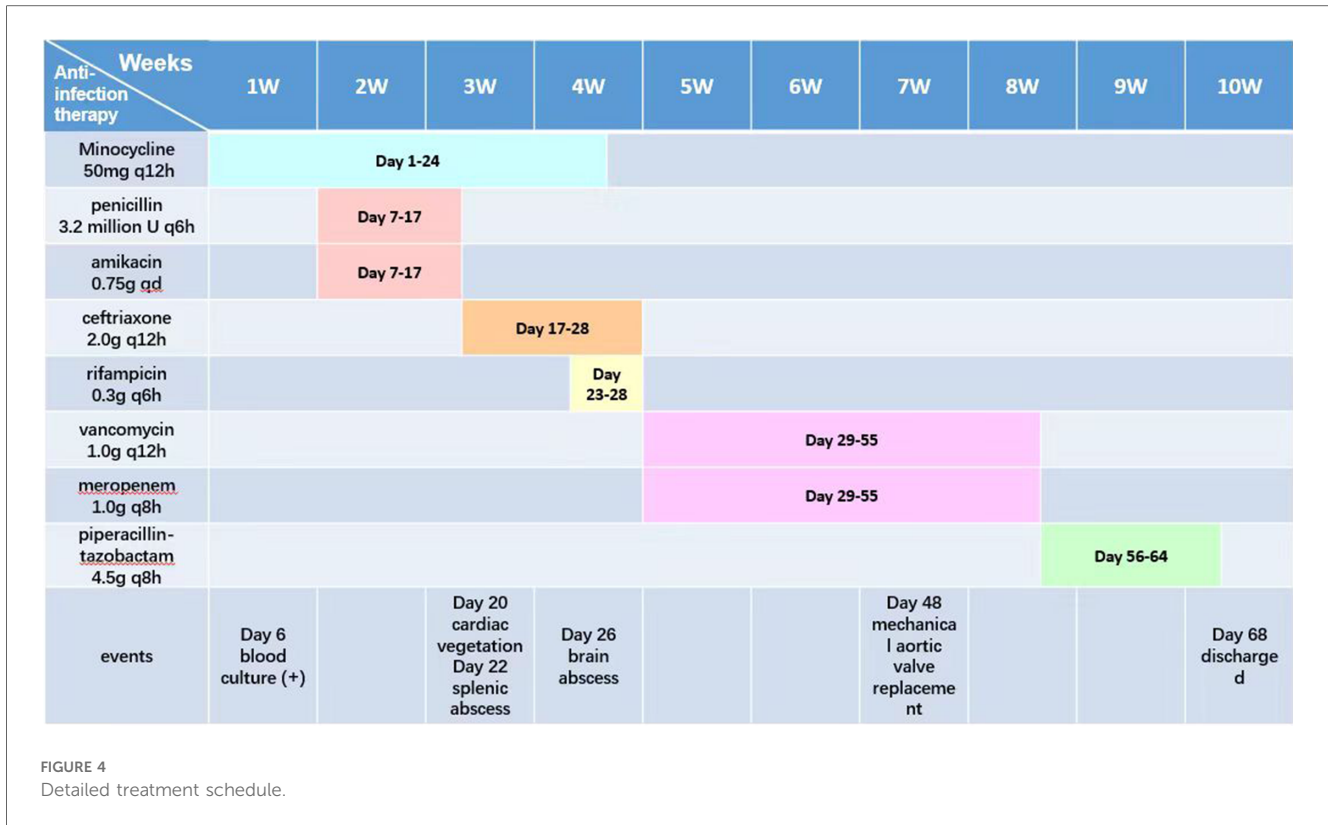 Weeks
Anti-
infection
therapy
1W
2W
3W
4W
5W
6W
7W
8W
9W
10W
Minocycline
50mg q12h
Day 1-24
penicillin
3.2 million U q6h
Day 7-17
amikacin
0.75g qd
Day 7-17
ceftriaxone
2.0g q12h
Day 17-28
rifampicin
0.3g q6h
Day
23-28
vancomycin
1.0g q12h
Day 29-55
meropenem
1.0g q8h
Day 29-55
piperacillin-
tazobactam
4.5g q8h
Day 56-64
events
Day 6
blood
culture (+)
Day 20
cardiac
vegetation
Day 22
splenic
abscess
Day 26
brain
abscess
Day 48
mechanica
l aortic
valve
replaceme
nt
Day 68
discharge
d
FIGURE 4
Detailed treatment schedule.